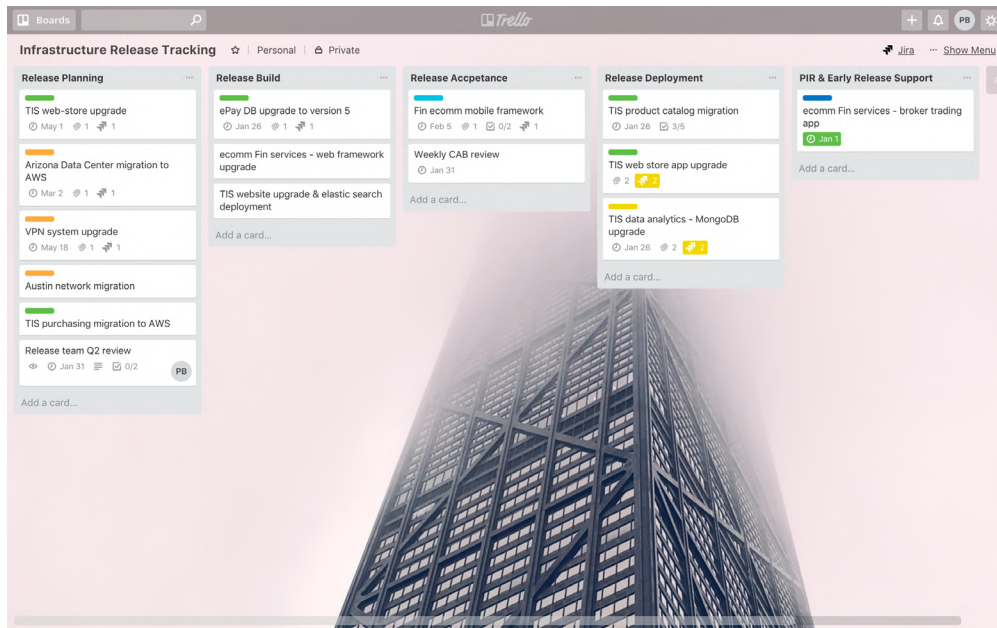 Boards
Trello
PB
Infrastructure Release Tracking
Personal
Private
Jira
... Show Menu
Release Planning ...
TIS web-store upgrade
May 1 1 1
Arizona Data Center migration to
AWS
Mar 2 1 1
VPN system upgrade
May 18 1 1
Austin network migration
TIS purchasing migration to AWS
Release team Q2 review
Jan 31 0/2
PB
Add a card...
Release Build ...
ePay DB upgrade to version 5
Jan 26 1 1
ecomm Fin services - web framework
upgrade
TIS website upgrade & elastic search
deployment
Add a card...
Release Accpetance ...
Fin ecomm mobile framework
Feb 5 1 0/2 1
Weekly CAB review
Jan 31
Add a card...
Release Deployment ...
TIS product catalog migration
Jan 26 3/5
TIS web store app upgrade
2 2
TIS data analytics - MongoDB
upgrade
Jan 26 2 2
Add a card...
PIR & Early Release Support ...
ecomm Fin services - broker trading
app
Jan 1
Add a card...